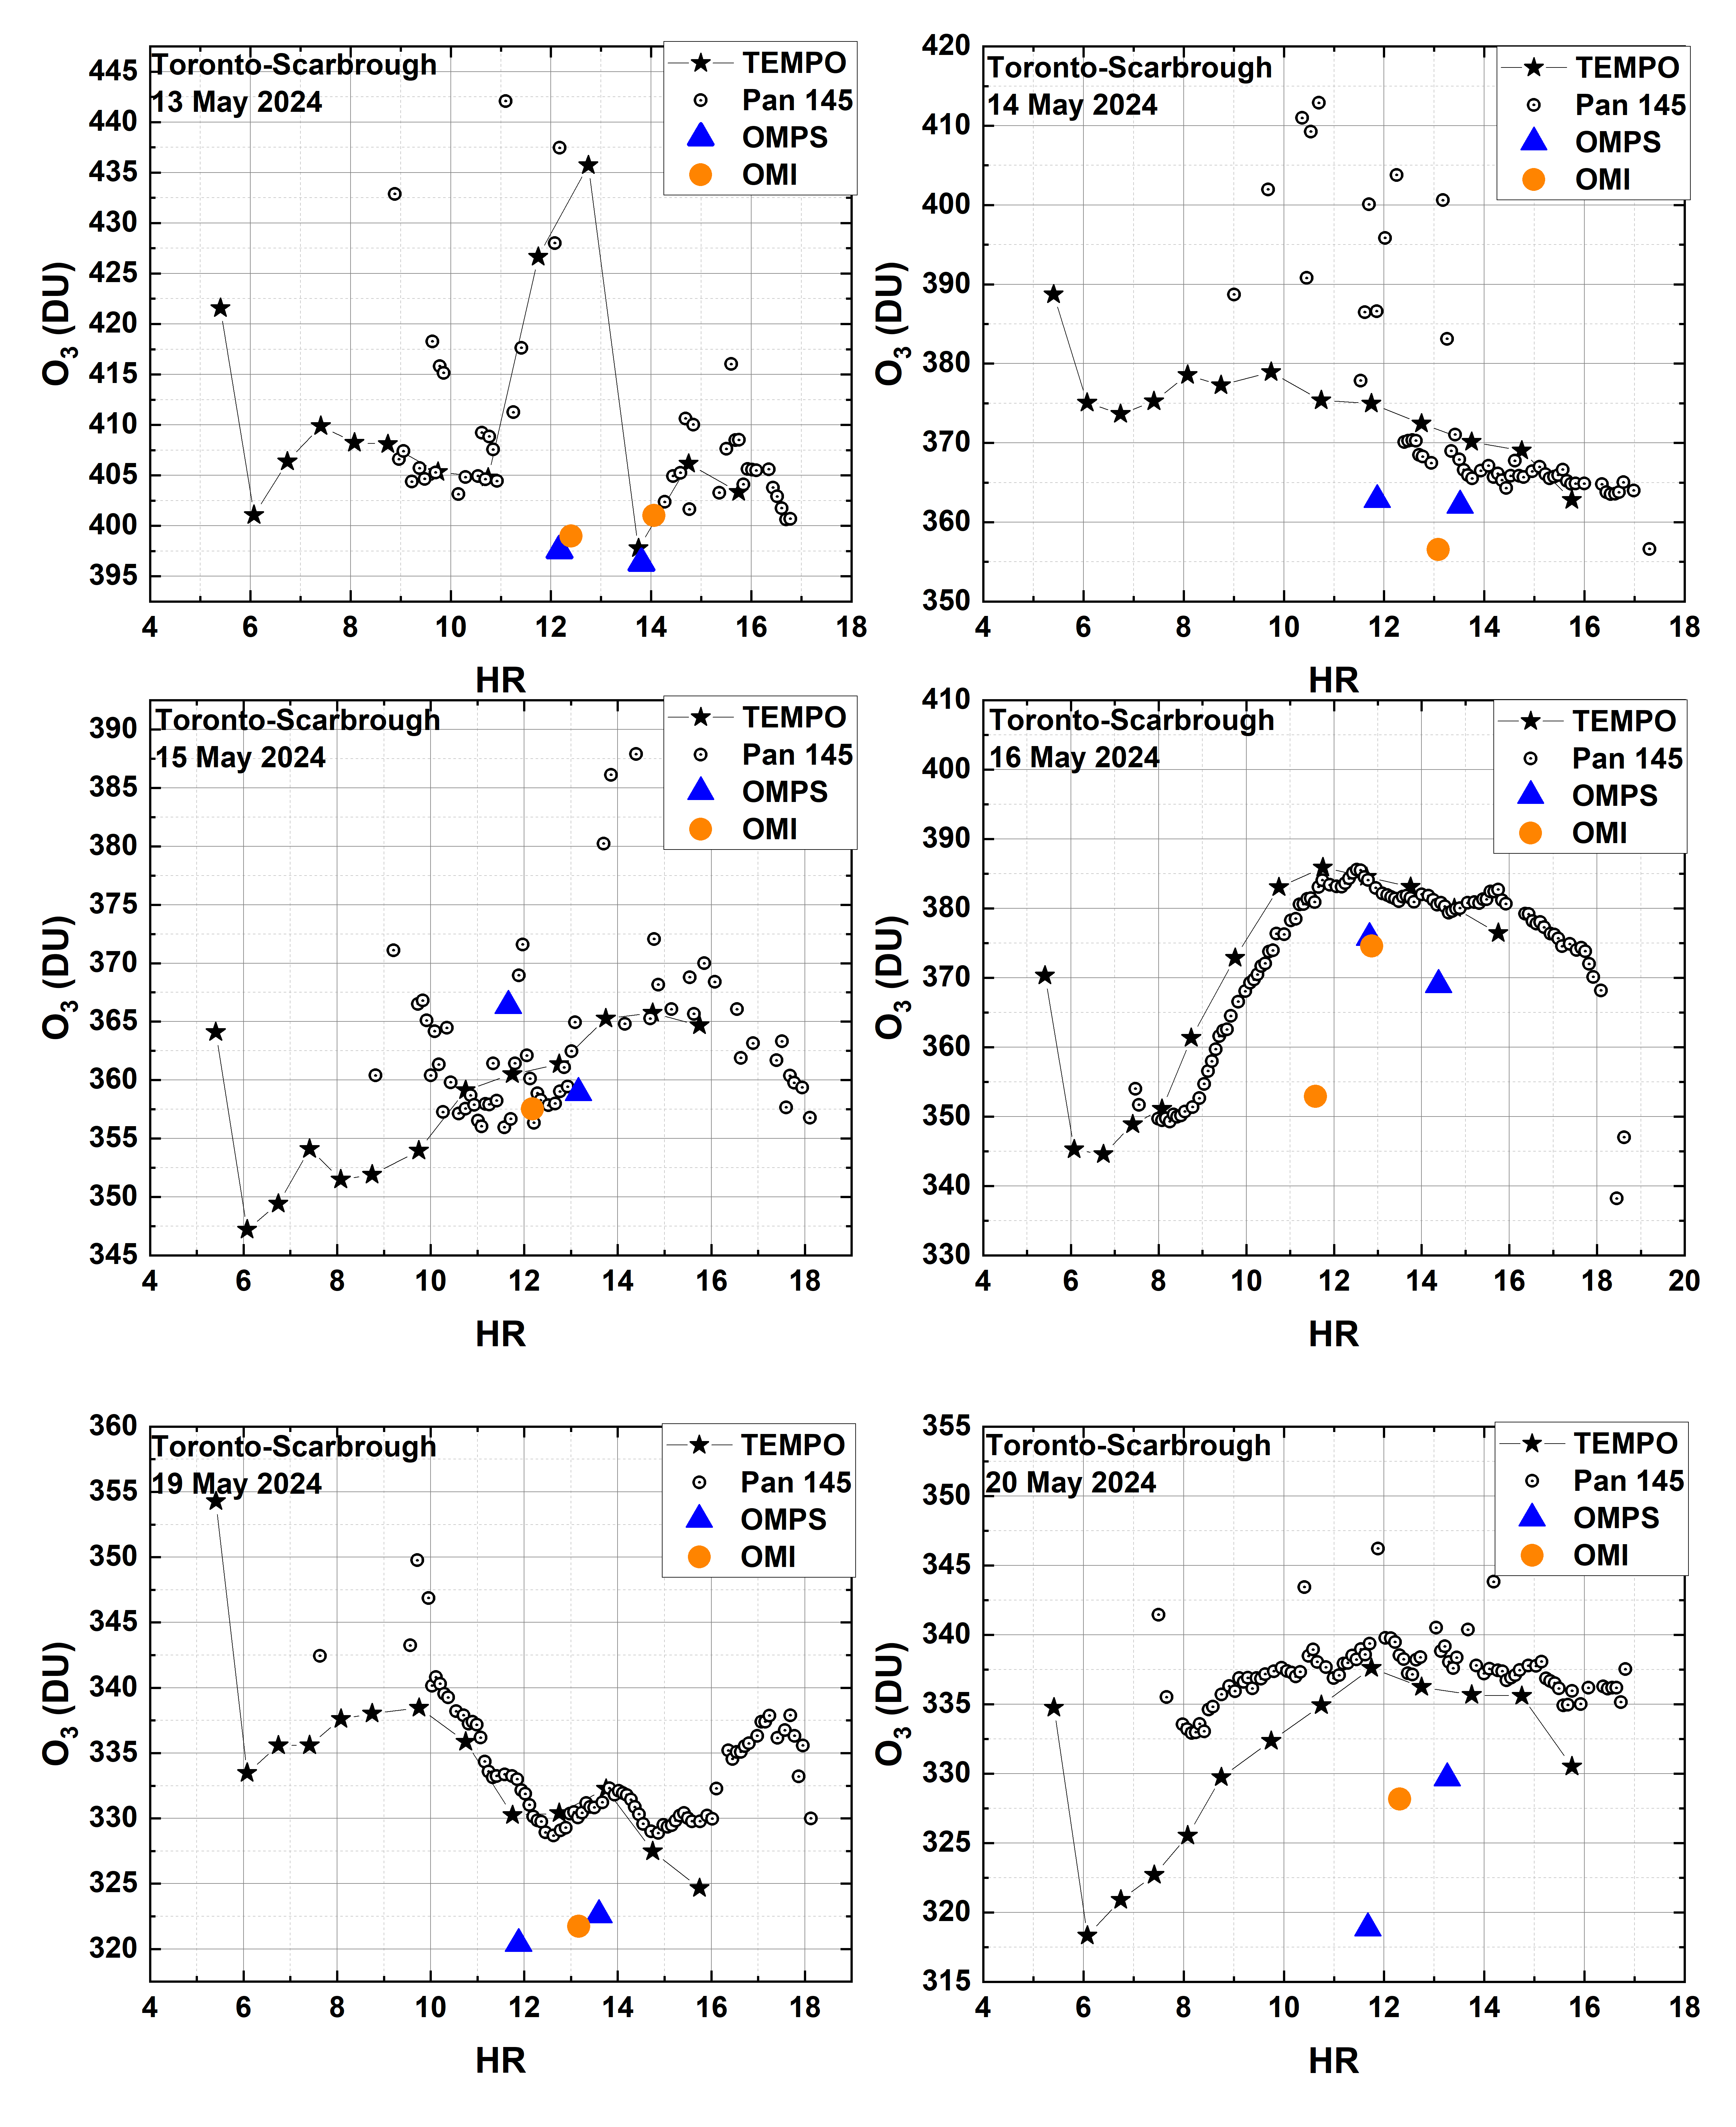 Toronto-Scarbrough
13 May 2024
TEMPO
Pan 145
OMPS
OMI
O3 (DU)
445
440
435
430
425
420
415
410
405
400
395
4 6 8 10 12 14 16 18
HR
Toronto-Scarbrough
14 May 2024
TEMPO
Pan 145
OMPS
OMI
O3 (DU)
420
410
400
390
380
370
360
350
4 6 8 10 12 14 16 18
HR
Toronto-Scarbrough
15 May 2024
TEMPO
Pan 145
OMPS
OMI
O3 (DU)
390
385
380
375
370
365
360
355
350
345
4 6 8 10 12 14 16 18
HR
Toronto-Scarbrough
16 May 2024
TEMPO
Pan 145
OMPS
OMI
O3 (DU)
410
400
390
380
370
360
350
340
330
4 6 8 10 12 14 16 18 20
HR
Toronto-Scarbrough
19 May 2024
TEMPO
Pan 145
OMPS
OMI
O3 (DU)
360
355
350
345
340
335
330
325
320
4 6 8 10 12 14 16 18
HR
Toronto-Scarbrough
20 May 2024
TEMPO
Pan 145
OMPS
OMI
O3 (DU)
355
350
345
340
335
330
325
320
315
4 6 8 10 12 14 16 18
HR